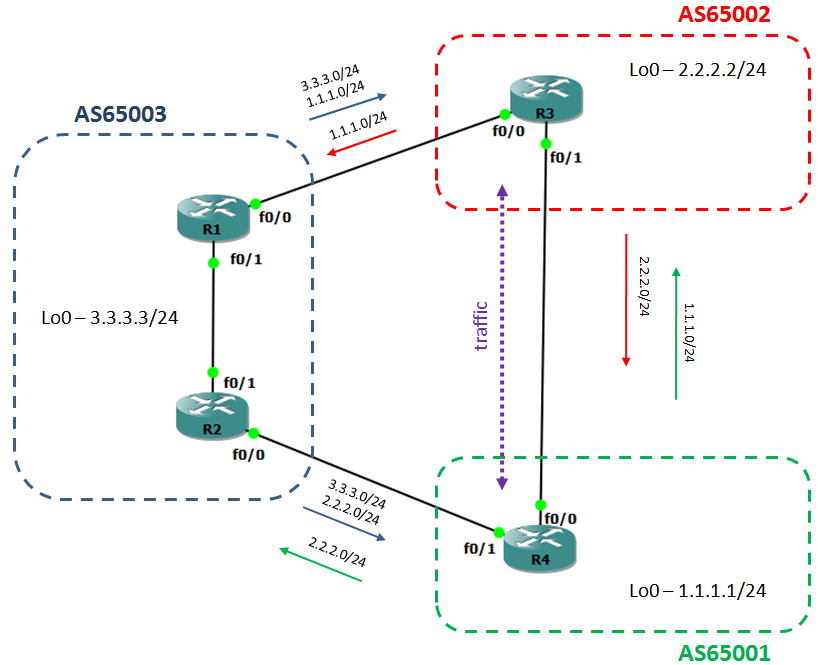 AS65002
Lo0 – 2.2.2.2/24
R3
f0/0
f0/1
3.3.3.0/24
1.1.1.0/24
1.1.1.0/24
AS65003
R1
f0/0
f0/1
Lo0 – 3.3.3.3/24
f0/1
R2
f0/0
traffic
2.2.2.0/24
1.1.1.0/24
3.3.3.0/24
2.2.2.0/24
2.2.2.0/24
f0/0
f0/1
R4
Lo0 – 1.1.1.1/24
AS65001